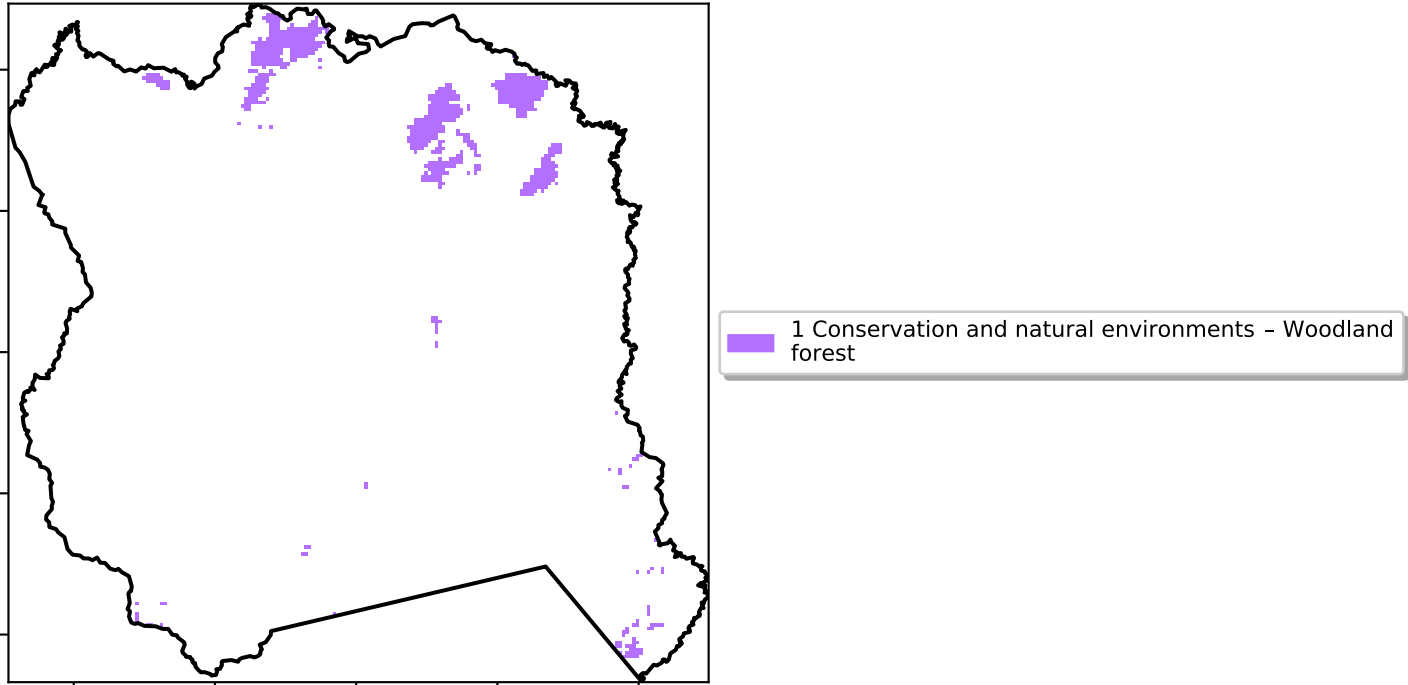 1 Conservation and natural environments – Woodland
forest